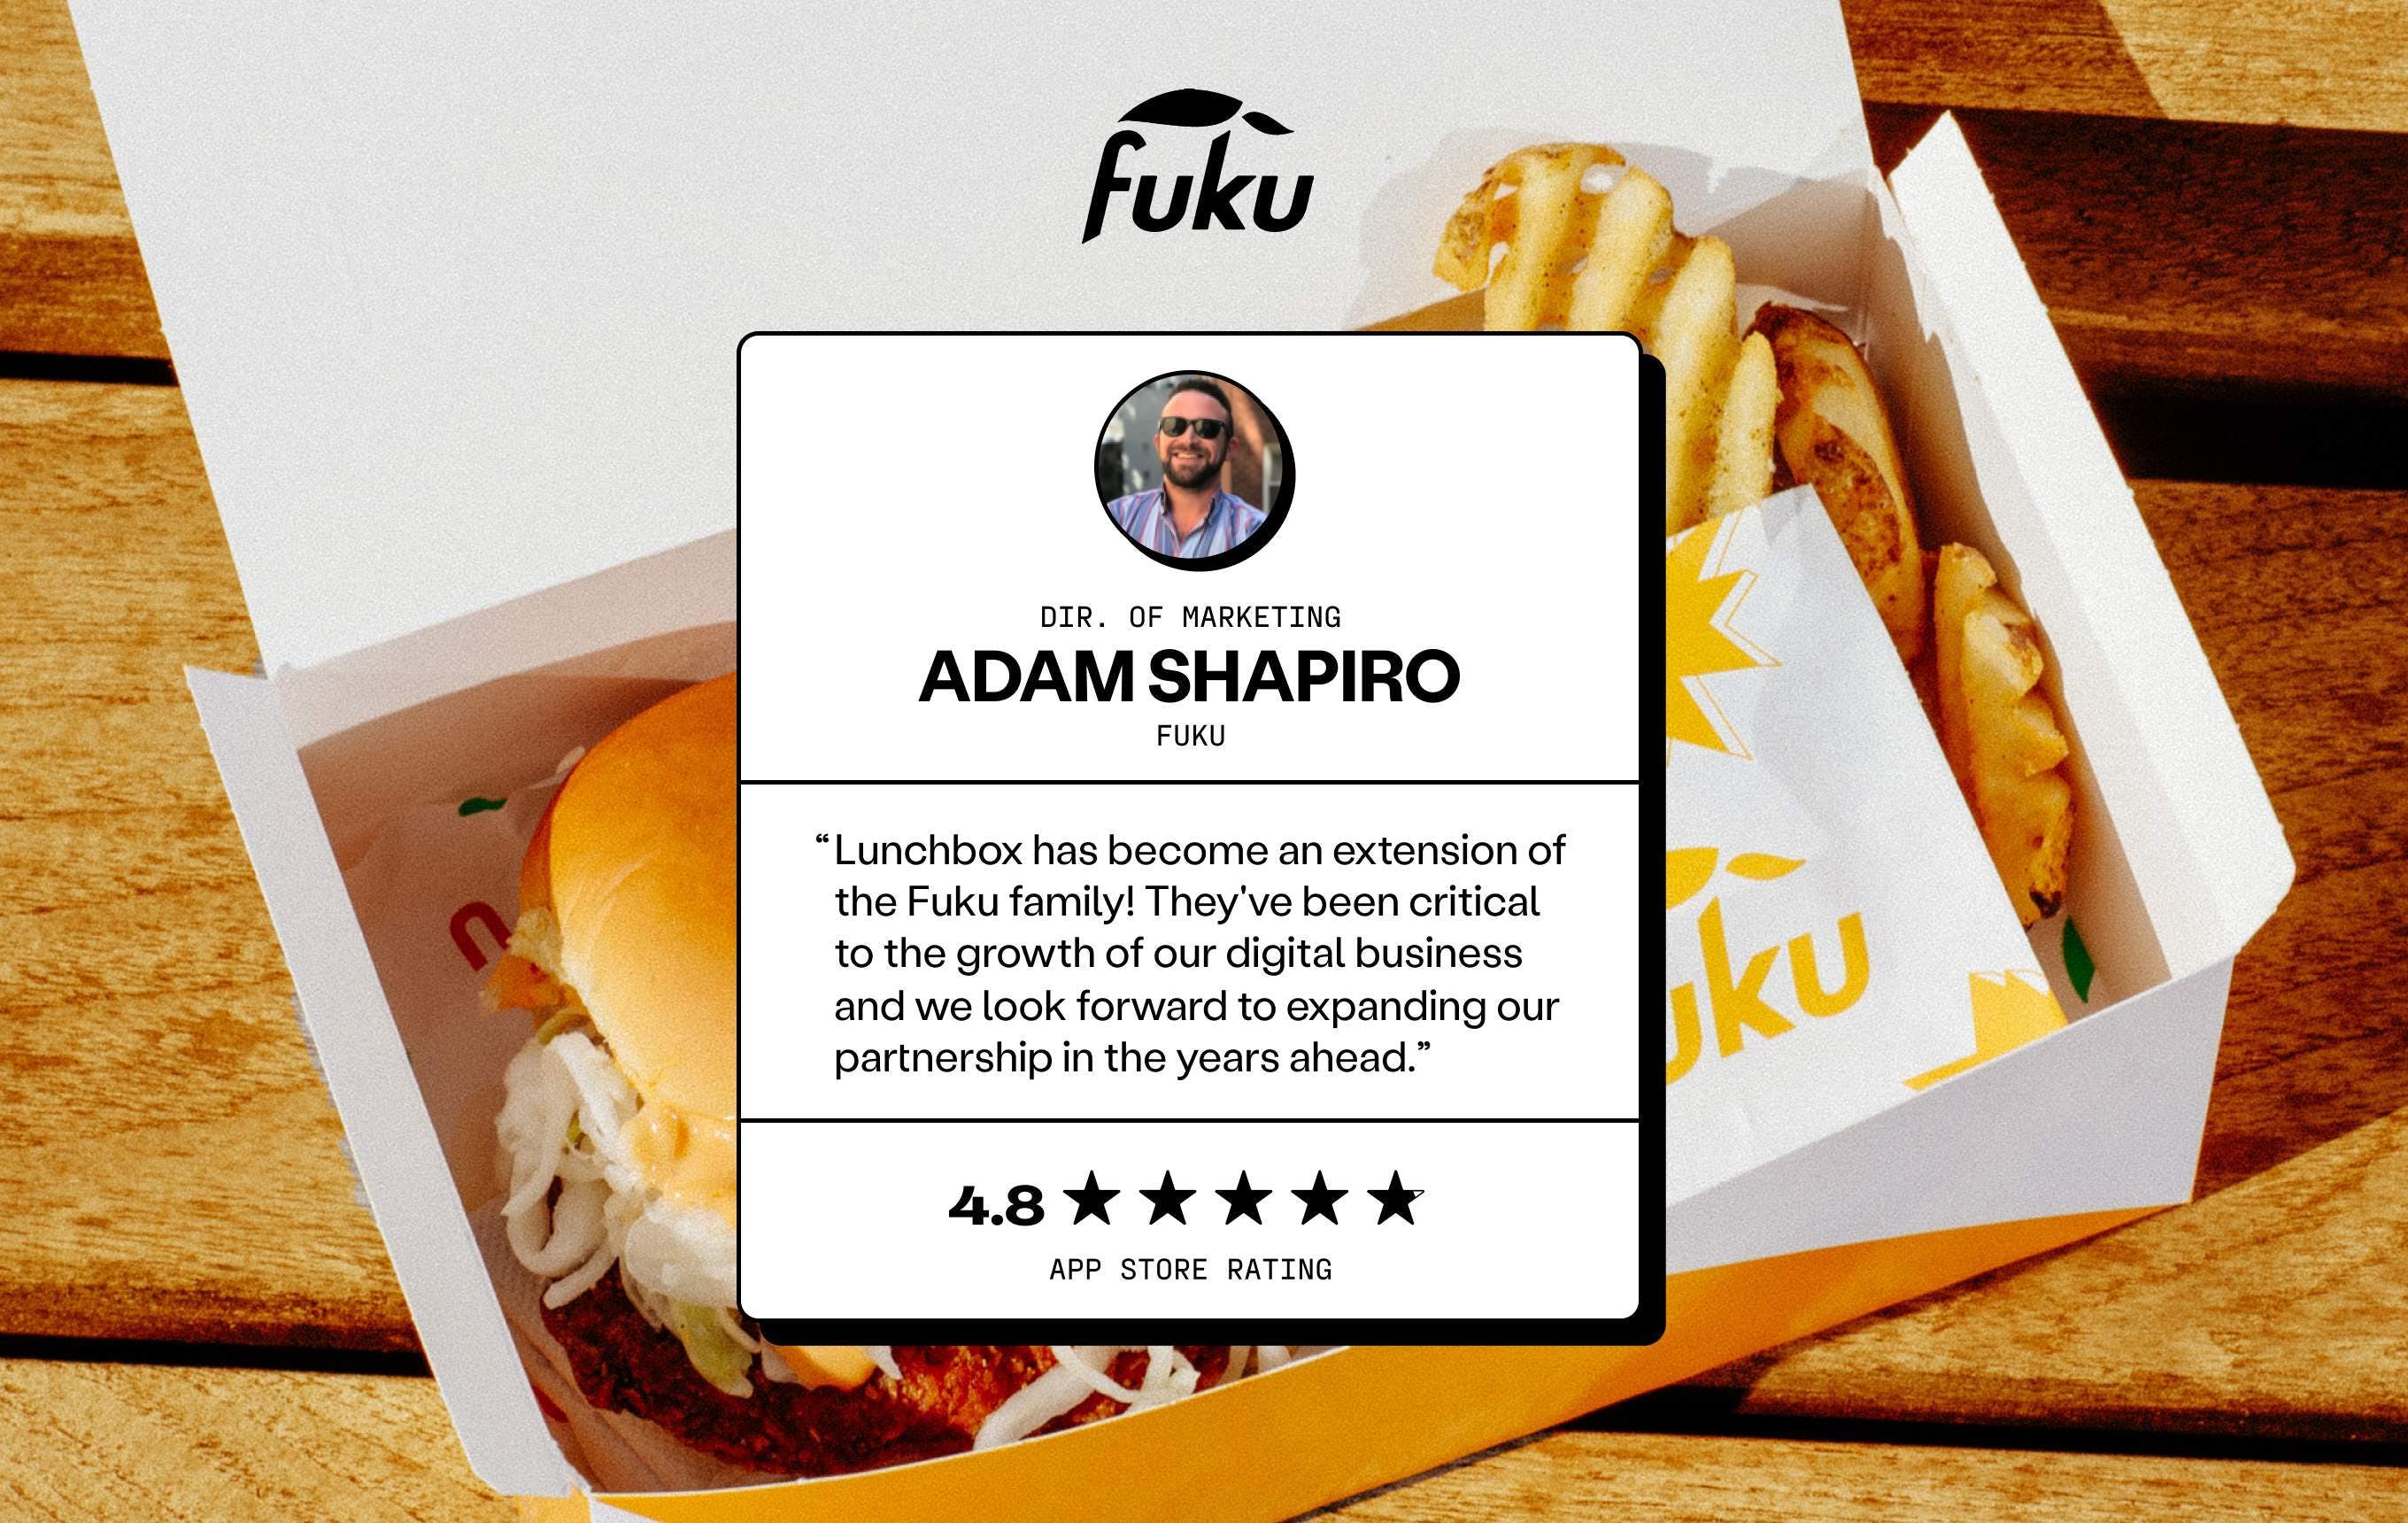 fuku
DIR. OF MARKETING
ADAM SHAPIRO
FUKU
“Lunchbox has become an extension of
the Fuku family! They've been critical
to the growth of our digital business
and we look forward to expanding our
partnership in the years ahead.”
4.8
APP STORE RATING
uku